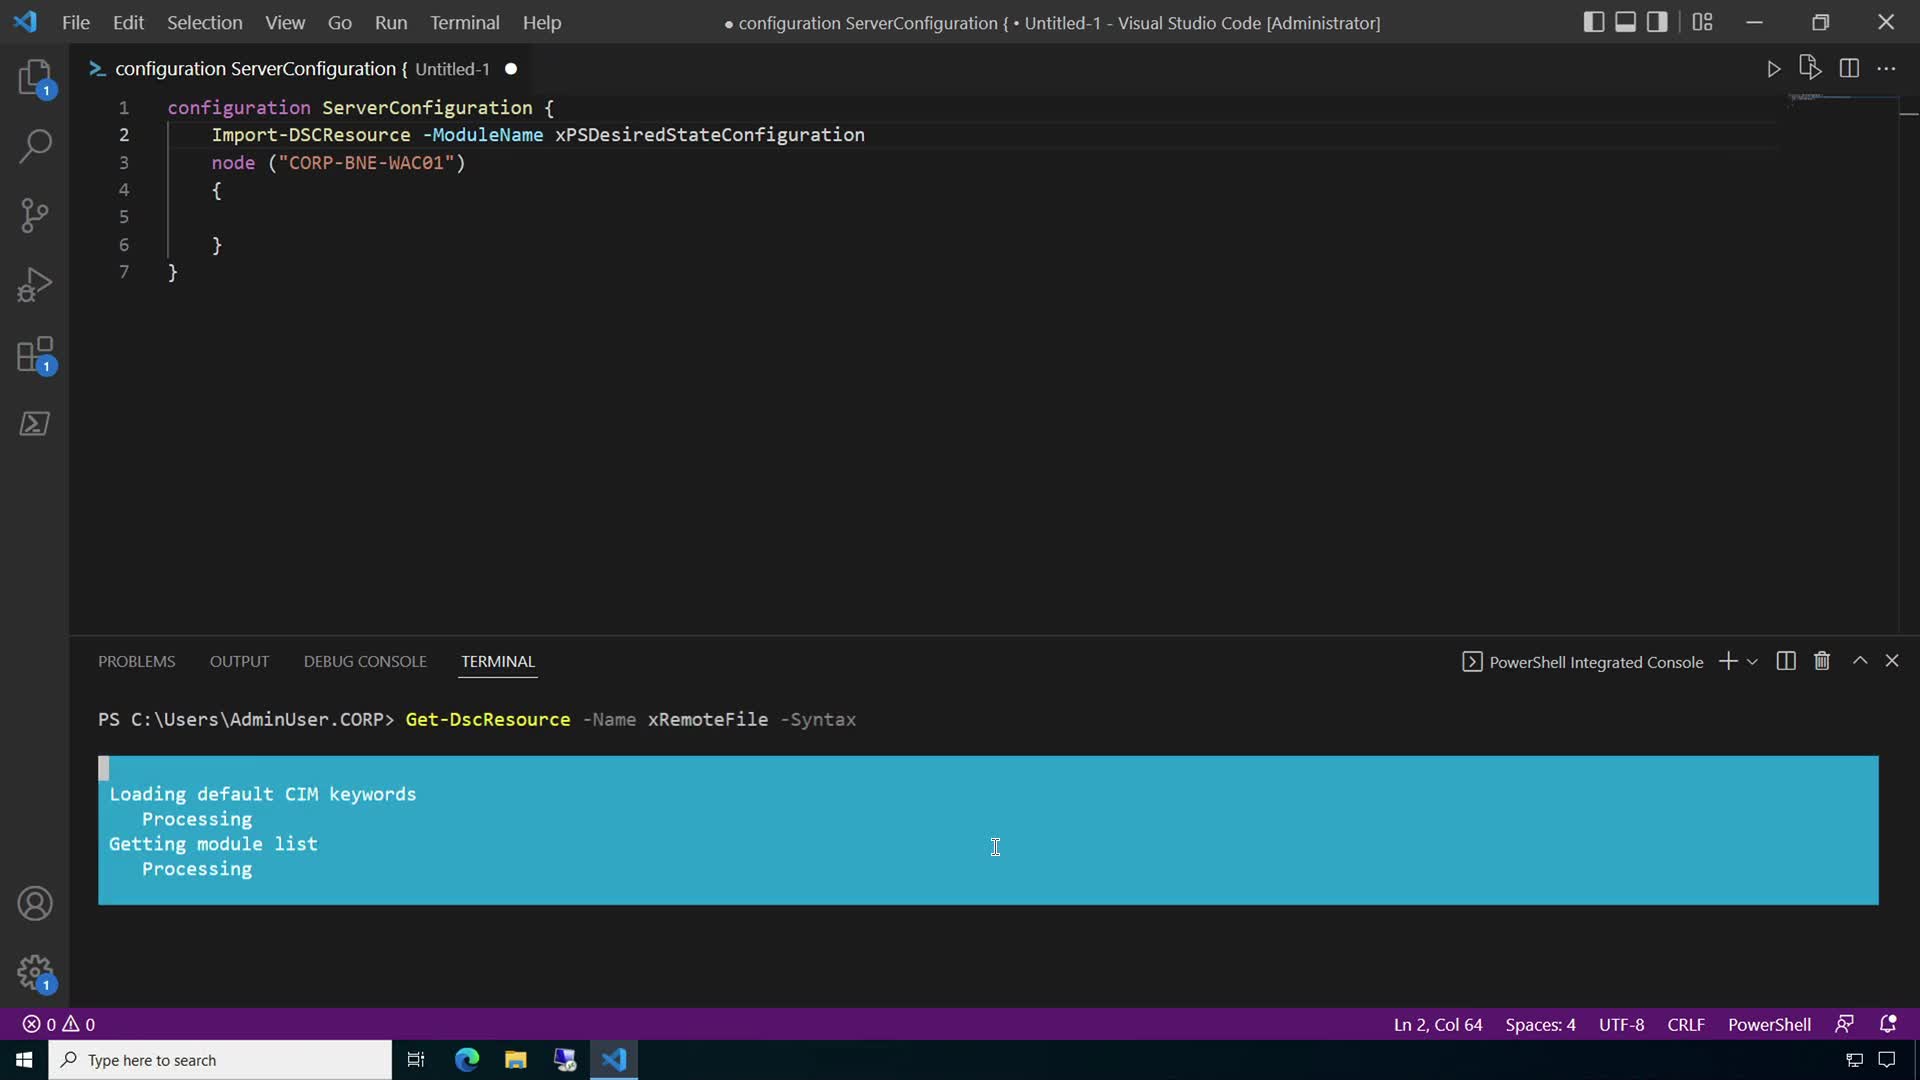 File Edit Selection View Go Run Terminal Help
● configuration ServerConfiguration { • Untitled-1 - Visual Studio Code [Administrator]
configuration ServerConfiguration { Untitled-1 ●
1 configuration ServerConfiguration {
2 Import-DSCResource -ModuleName xPSDesiredStateConfiguration
3 node ("CORP-BNE-WAC01")
4 {
5
6 }
7 }
1
1
1
PROBLEMS OUTPUT DEBUG CONSOLE TERMINAL
PowerShell Integrated Console
PS C:\Users\AdminUser.CORP> Get-DscResource -Name xRemoteFile -Syntax
Loading default CIM keywords
Processing
Getting module list
Processing
0 0
Ln 2, Col 64 Spaces: 4 UTF-8 CRLF PowerShell
Type here to search